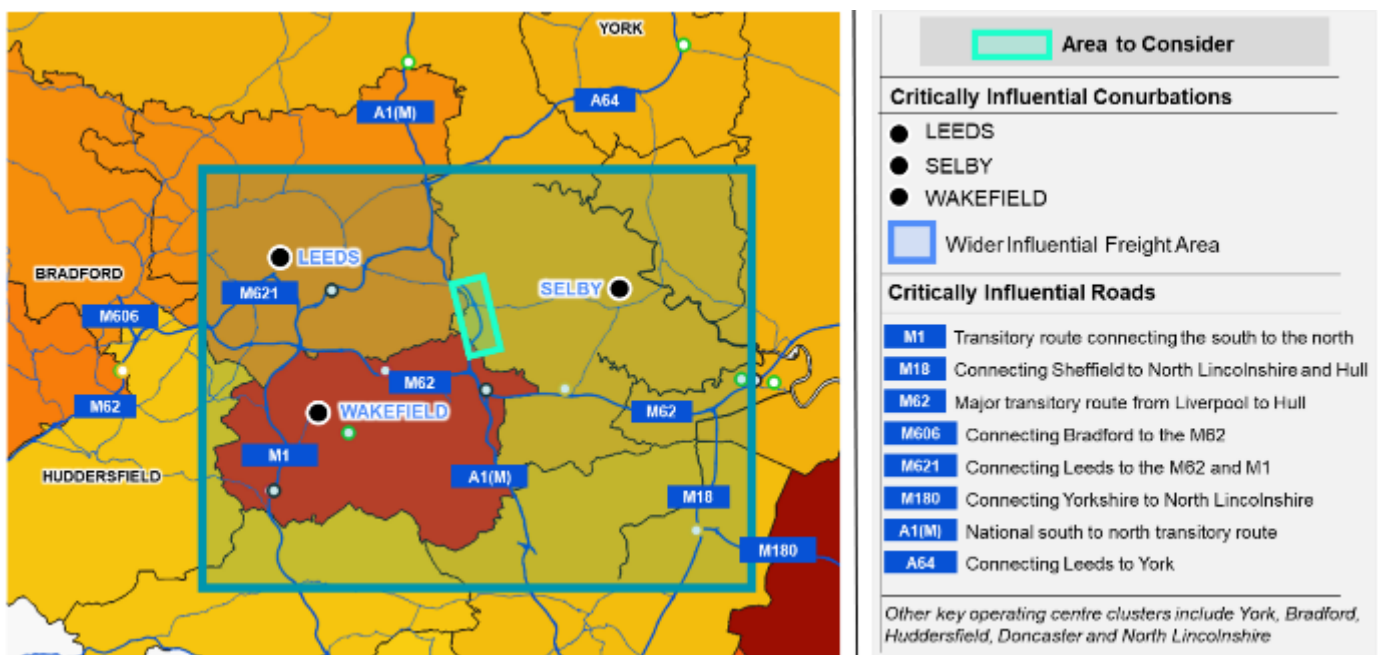 YORK
A64
A1(M)
LEEDS
BRADFORD
M621
SELBY
M606
M62
M62
WAKEFIELD
M62
M1
HUDDERSFIELD
A1(M)
M18
M180
Area to Consider
Critically Influential Conurbations
LEEDS
SELBY
WAKEFIELD
Wider Influential Freight Area
Critically Influential Roads
M1 Transitory route connecting the south to the north
M18 Connecting Sheffield to North Lincolnshire and Hull
M62 Major transitory route from Liverpool to Hull
M606 Connecting Bradford to the M62
M621 Connecting Leeds to the M62 and M1
M180 Connecting Yorkshire to North Lincolnshire
A1(M) National south to north transitory route
A64 Connecting Leeds to York
Other key operating centre clusters include York, Bradford,
Huddersfield, Doncaster and North Lincolnshire